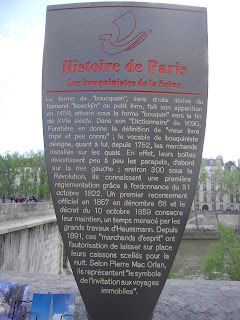 Histoire de Paris
Les bouquinistes de la Seine
Le terme de "boucquain", sans doute dérivé du
flamand "boeckijn" ou petit livre, fait son apparition
en 1459, attesté sous la forme "bouquin" vers la fin
du XVIe siècle. Dans son "Dictionnaire" de 1690,
Furetière en donne la définition de "vieux livre
fripé et peu connu" ; le vocable de bouquiniste
désigne, quant à lui, depuis 1752, les marchands
installés sur les quais. En effet, leurs boîtes
investissent peu à peu les parapets, d'abord
sur la rive gauche ; environ 300 sous la
Révolution, ils connaissent une première
réglementation grâce à l'ordonnance du 31
octobre 1822. Un premier recensement
officiel en 1857 en dénombre 68 et le
décret du 10 octobre 1859 consacre
leur maintien, un temps menacé par les
grands travaux d'Haussmann. Depuis
1891, ces "marchands d'esprit" ont
l'autorisation de laisser sur place
leurs caissons scellés pour la
nuit. Selon Pierre Mac Orlan,
ils représentent "le symbole
de l'invitation aux voyages
immobiles".